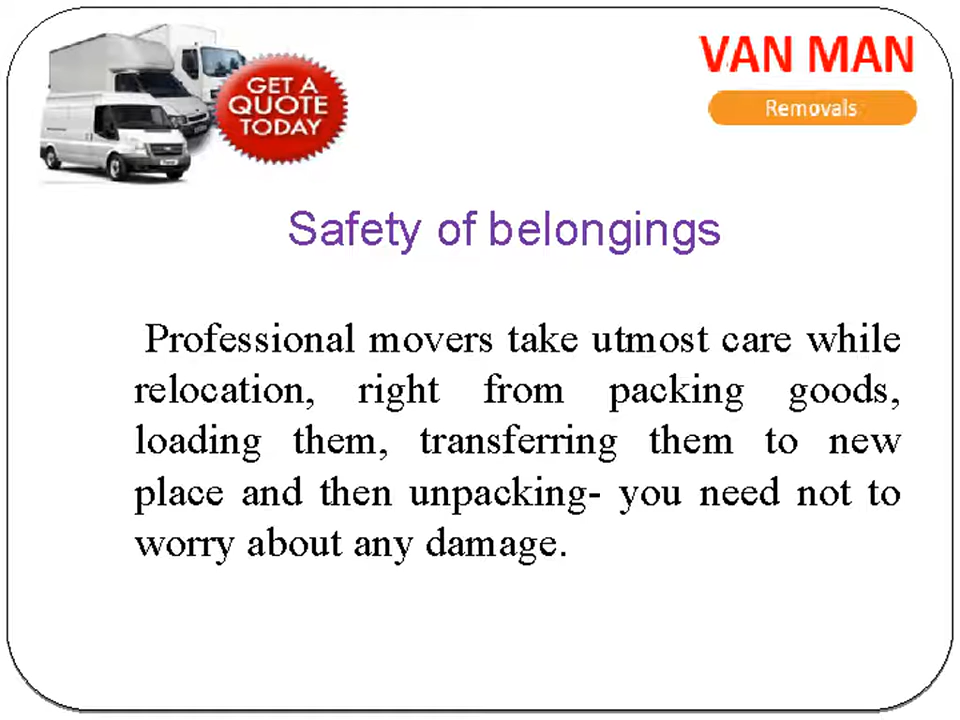 GET A
QUOTE
TODAY
VAN MAN
Removals
Safety of belongings
Professional movers take utmost care while
relocation, right from packing goods,
loading them, transferring them to new
place and then unpacking- you need not to
worry about any damage.